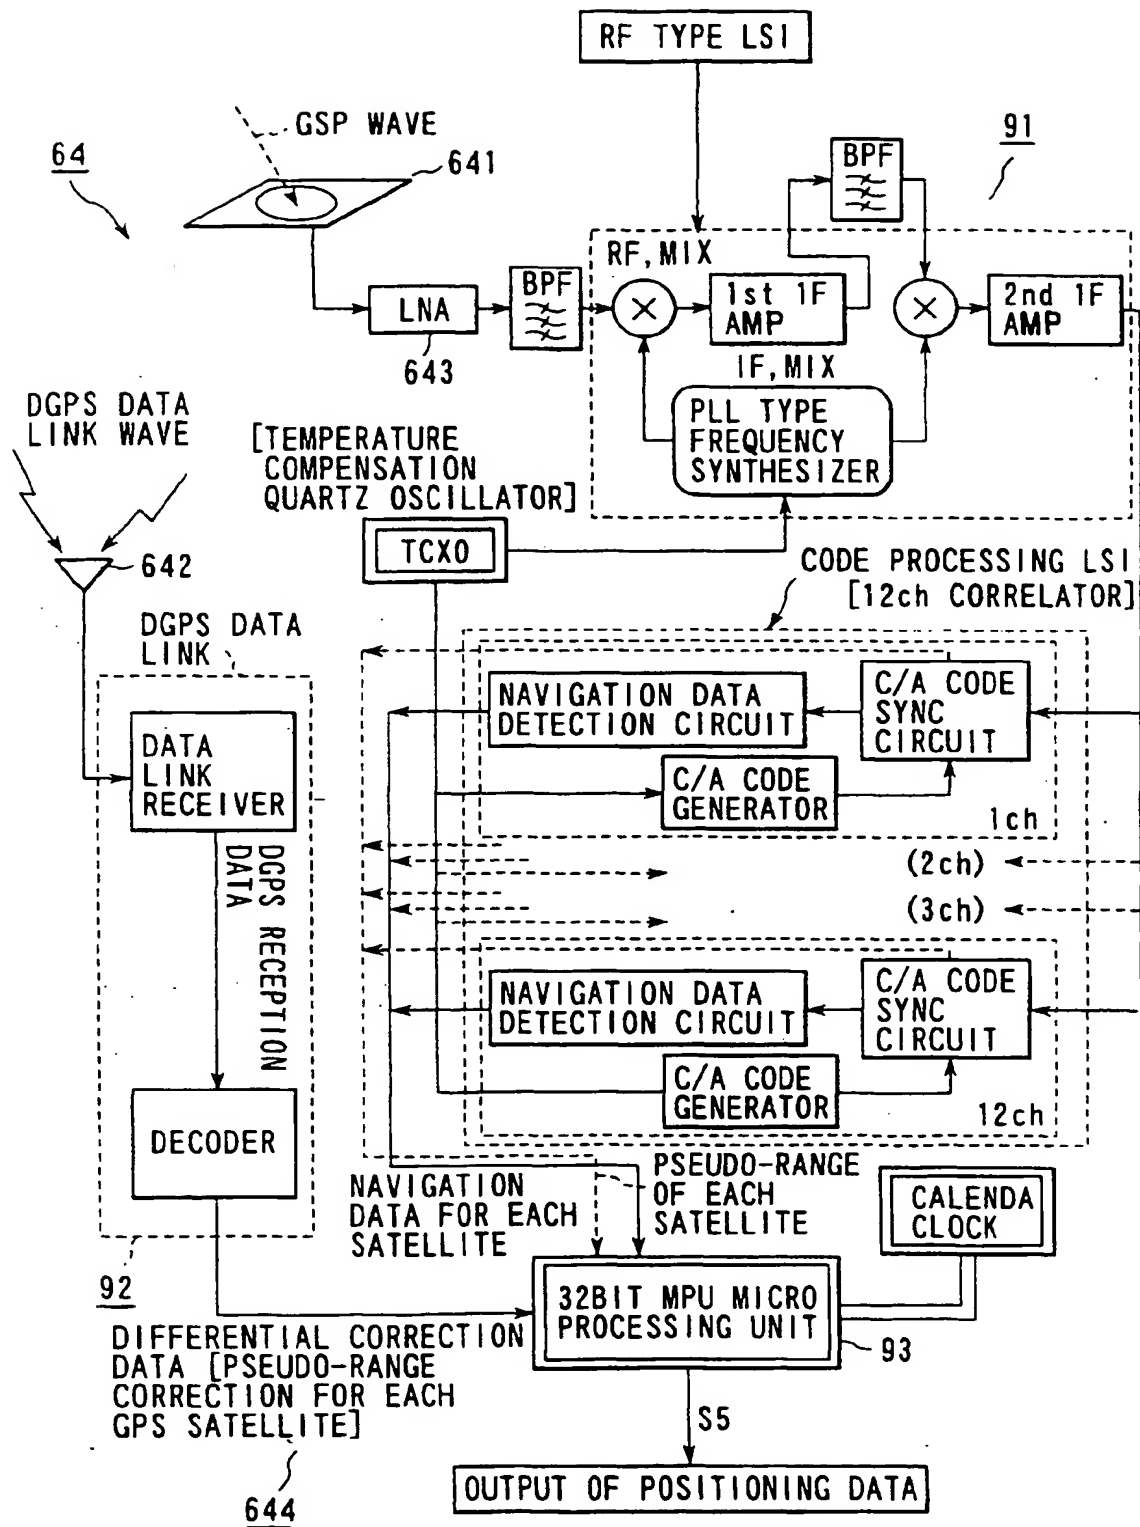 RF TYPE LSI
GSP WAVE
64
641
91
BPF
RF, MIX
BPF
LNA
1st 1F
AMP
2nd 1F
AMP
643
IF, MIX
DGPS DATA
LINK WAVE
PLL TYPE
FREQUENCY
SYNTHESIZER
[TEMPERATURE
COMPENSATION
QUARTZ OSCILLATOR]
TCXO
642
CODE PROCESSING LSI
[12ch CORRELATOR]
DGPS DATA
LINK
NAVIGATION DATA
DETECTION CIRCUIT
C/A CODE
SYNC
CIRCUIT
DATA
LINK
RECEIVER
C/A CODE
GENERATOR
1ch
DGPS RECEPTION
DATA
(2ch)
(3ch)
NAVIGATION DATA
DETECTION CIRCUIT
C/A CODE
SYNC
CIRCUIT
C/A CODE
GENERATOR
12ch
DECODER
NAVIGATION
DATA FOR EACH
SATELLITE
PSEUDO-RANGE
OF EACH
SATELLITE
CALENDA
CLOCK
92
32BIT MPU MICRO
PROCESSING UNIT
93
DIFFERENTIAL CORRECTION
DATA [PSEUDO-RANGE
CORRECTION FOR EACH
GPS SATELLITE]
S5
644
OUTPUT OF POSITIONING DATA